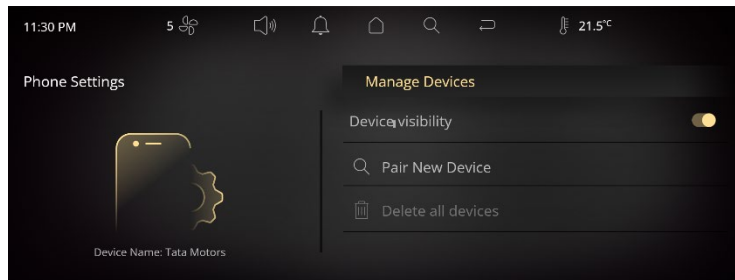 11:30 PM 5 21.5°C
Phone Settings
Manage Devices
Device visibility
Pair New Device
Delete all devices
Device Name: Tata Motors